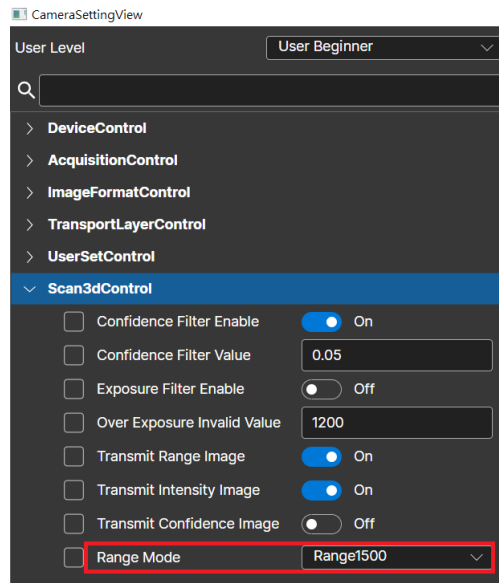 CameraSettingView
User Level User Beginner
DeviceControl
AcquisitionControl
ImageFormatControl
TransportLayerControl
UserSetControl
Scan3dControl
Confidence Filter Enable On
Confidence Filter Value 0.05
Exposure Filter Enable Off
Over Exposure Invalid Value 1200
Transmit Range Image On
Transmit Intensity Image On
Transmit Confidence Image Off
Range Mode Range1500